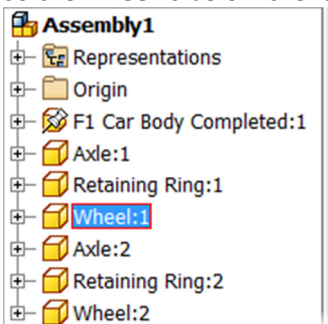 Assembly1
Representations
Origin
F1 Car Body Completed:1
Axle:1
Retaining Ring:1
Wheel:1
Axle:2
Retaining Ring:2
Wheel:2